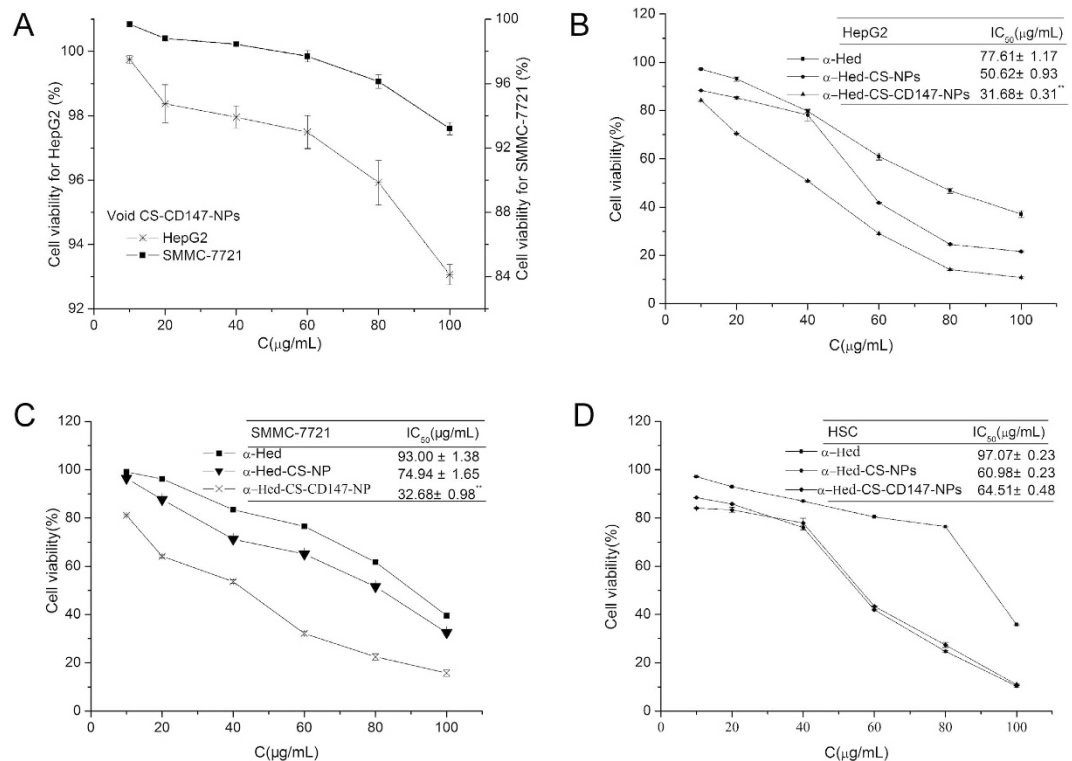 A
Cell viability for HepG2 (%)
100
98
96
94
92
Cell viability for SMMC-7721 (%)
100
96
92
88
84
Void CS-CD147-NPs
HepG2
SMMC-7721
0 20 40 60 80 100
C(μg/mL)
B
Cell viability(%)
120
100
80
60
40
20
0
HepG2 IC50(μg/mL)
α-Hed 77.61± 1.17
α-Hed-CS-NPs 50.62± 0.93
α-Hed-CS-CD147-NPs 31.68± 0.31**
0 20 40 60 80 100
C(μg/mL)
C
Cell viability(%)
120
100
80
60
40
20
0
SMMC-7721 IC50(μg/mL)
α-Hed 93.00 ± 1.38
α-Hed-CS-NP 74.94 ± 1.65
α-Hed-CS-CD147-NP 32.68± 0.98**
0 20 40 60 80 100
C(μg/mL)
D
Cell viability(%)
120
100
80
60
40
20
0
HSC IC50(μg/mL)
α-Hed 97.07± 0.23
α-Hed-CS-NPs 60.98± 0.23
α-Hed-CS-CD147-NPs 64.51± 0.48
0 20 40 60 80 100
C(μg/mL)